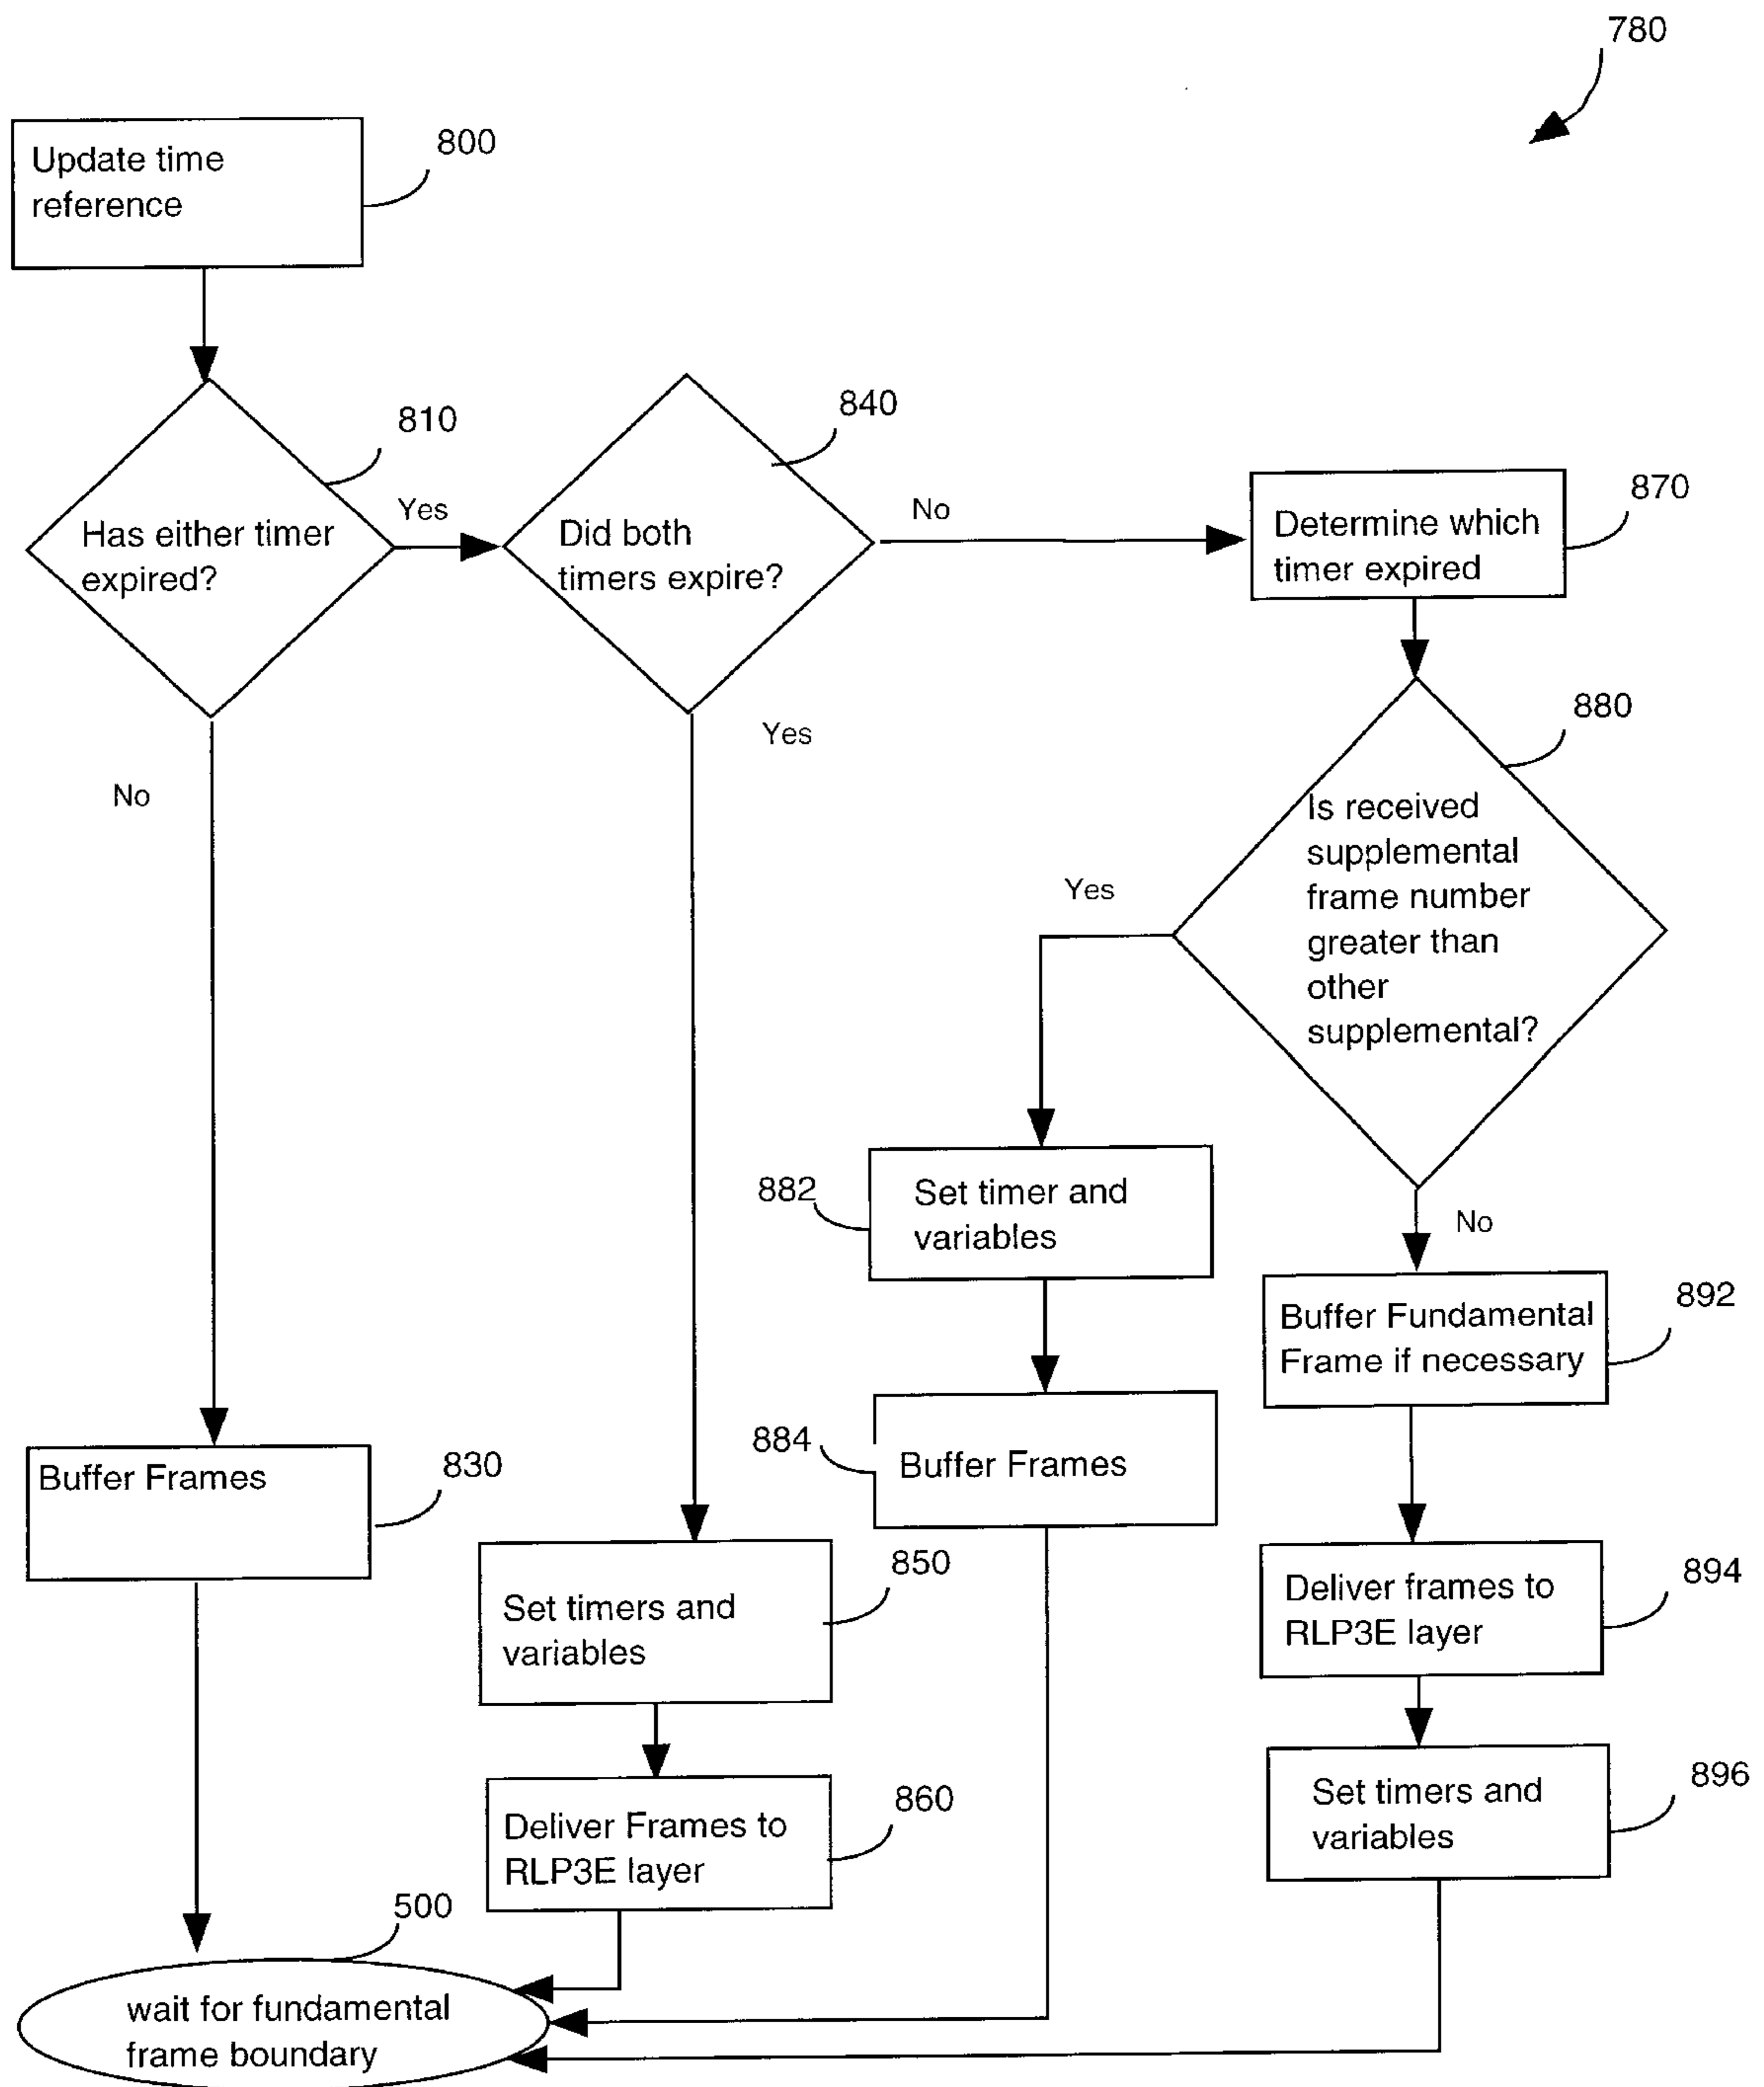 780
Update time
reference
800
Has either timer
expired?
810
Yes
Did both
timers expire?
840
No
Determine which
timer expired
870
Is received
supplemental
frame number
greater than
other
supplemental?
880
No
Yes
Yes
882
Set timer and
variables
No
Buffer Fundamental
Frame if necessary
892
884
Buffer Frames
Buffer Frames
830
Set timers and
variables
850
Deliver frames to
RLP3E layer
894
Deliver Frames to
RLP3E layer
860
Set timers and
variables
896
500
wait for fundamental
frame boundary